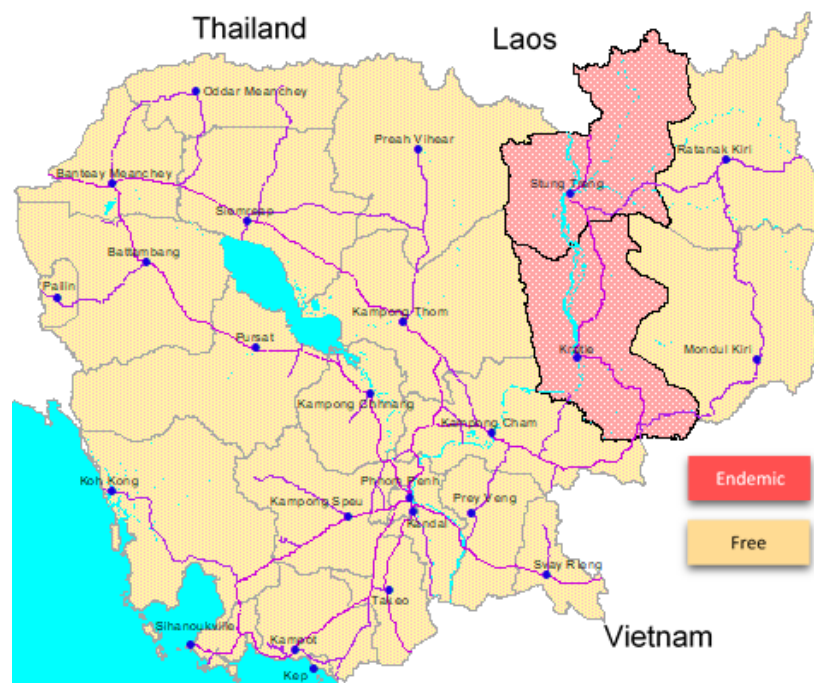 Thailand
Laos
Oddar Meanchey
Preah Vihear
Ratanak Kiri
Banteay Meanchey
Stung Treng
Siemreap
Battambang
Pailin
Kampong Thom
Pursat
Kratie
Mondul Kiri
Kampong Chhnang
Kampong Cham
Endemic
Koh Kong
Phnom Penh
Kampong Speu
Prey Veng
Kandal
Free
Svay Rieng
Takeo
Sihanoukville
Kampot
Vietnam
Kep